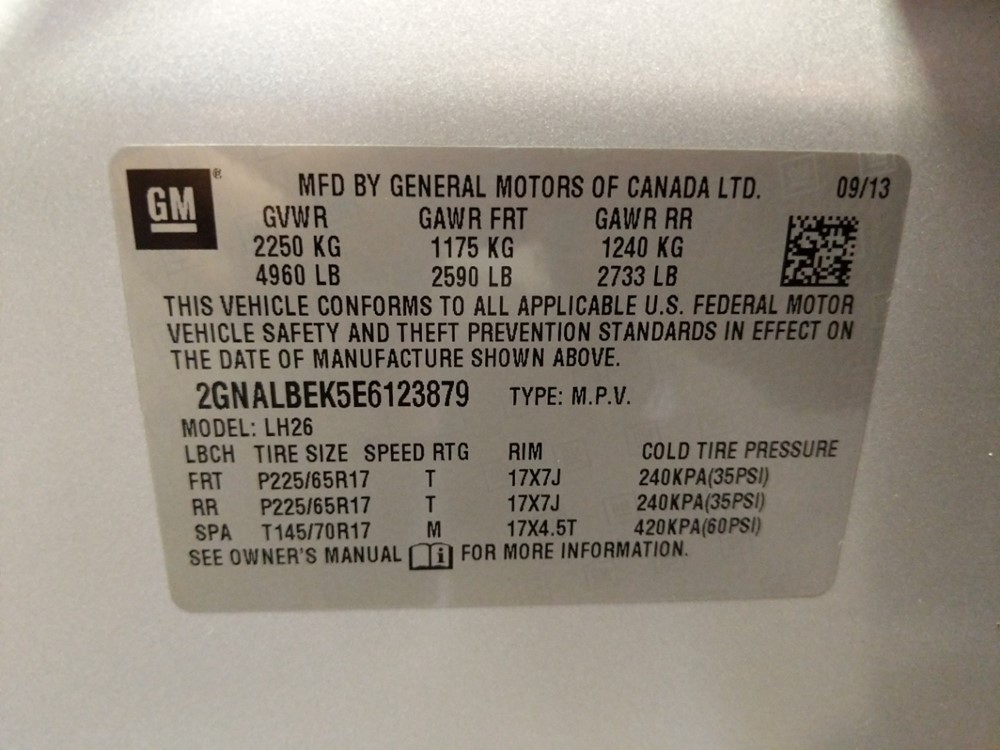 GM®
MFD BY GENERAL MOTORS OF CANADA LTD. 09/13
GVWR GAWR FRT GAWR RR
2250 KG 1175 KG 1240 KG
4960 LB 2590 LB 2733 LB
THIS VEHICLE CONFORMS TO ALL APPLICABLE U.S. FEDERAL MOTOR
VEHICLE SAFETY AND THEFT PREVENTION STANDARDS IN EFFECT ON
THE DATE OF MANUFACTURE SHOWN ABOVE.
2GNALBEK5E6123879 TYPE: M.P.V.
MODEL: LH26
LBCH TIRE SIZE SPEED RTG RIM COLD TIRE PRESSURE
FRT P225/65R17 T 17X7J 240KPA(35PSI)
RR P225/65R17 T 17X7J 240KPA(35PSI)
SPA T145/70R17 M 17X4.5T 420KPA(60PSI)
SEE OWNER'S MANUAL i FOR MORE INFORMATION.